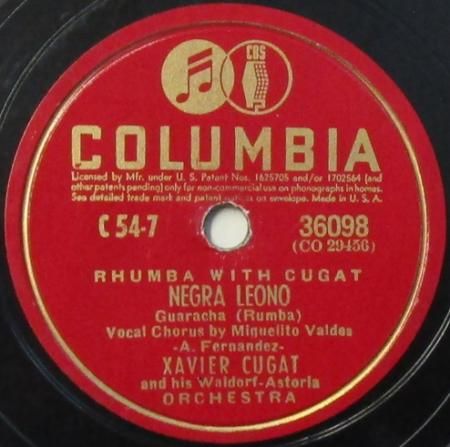 CBS
COLUMBIA
Licensed by Mfr. under U. S. Patent Nos. 1625705 and/or 1702564 (and
other patents pending) only for non-commercial use on phonographs in homes.
See detailed trade mark and patent notices on envelope. Made in U. S. A.
C 54-7 36098
(CO 29456)
RHUMBA WITH CUGAT
NEGRA LEONO
Guaracha (Rumba)
Vocal Chorus by Miguelito Valdes
-A. Fernandez-
XAVIER CUGAT
and his Waldorf-Astoria
ORCHESTRA